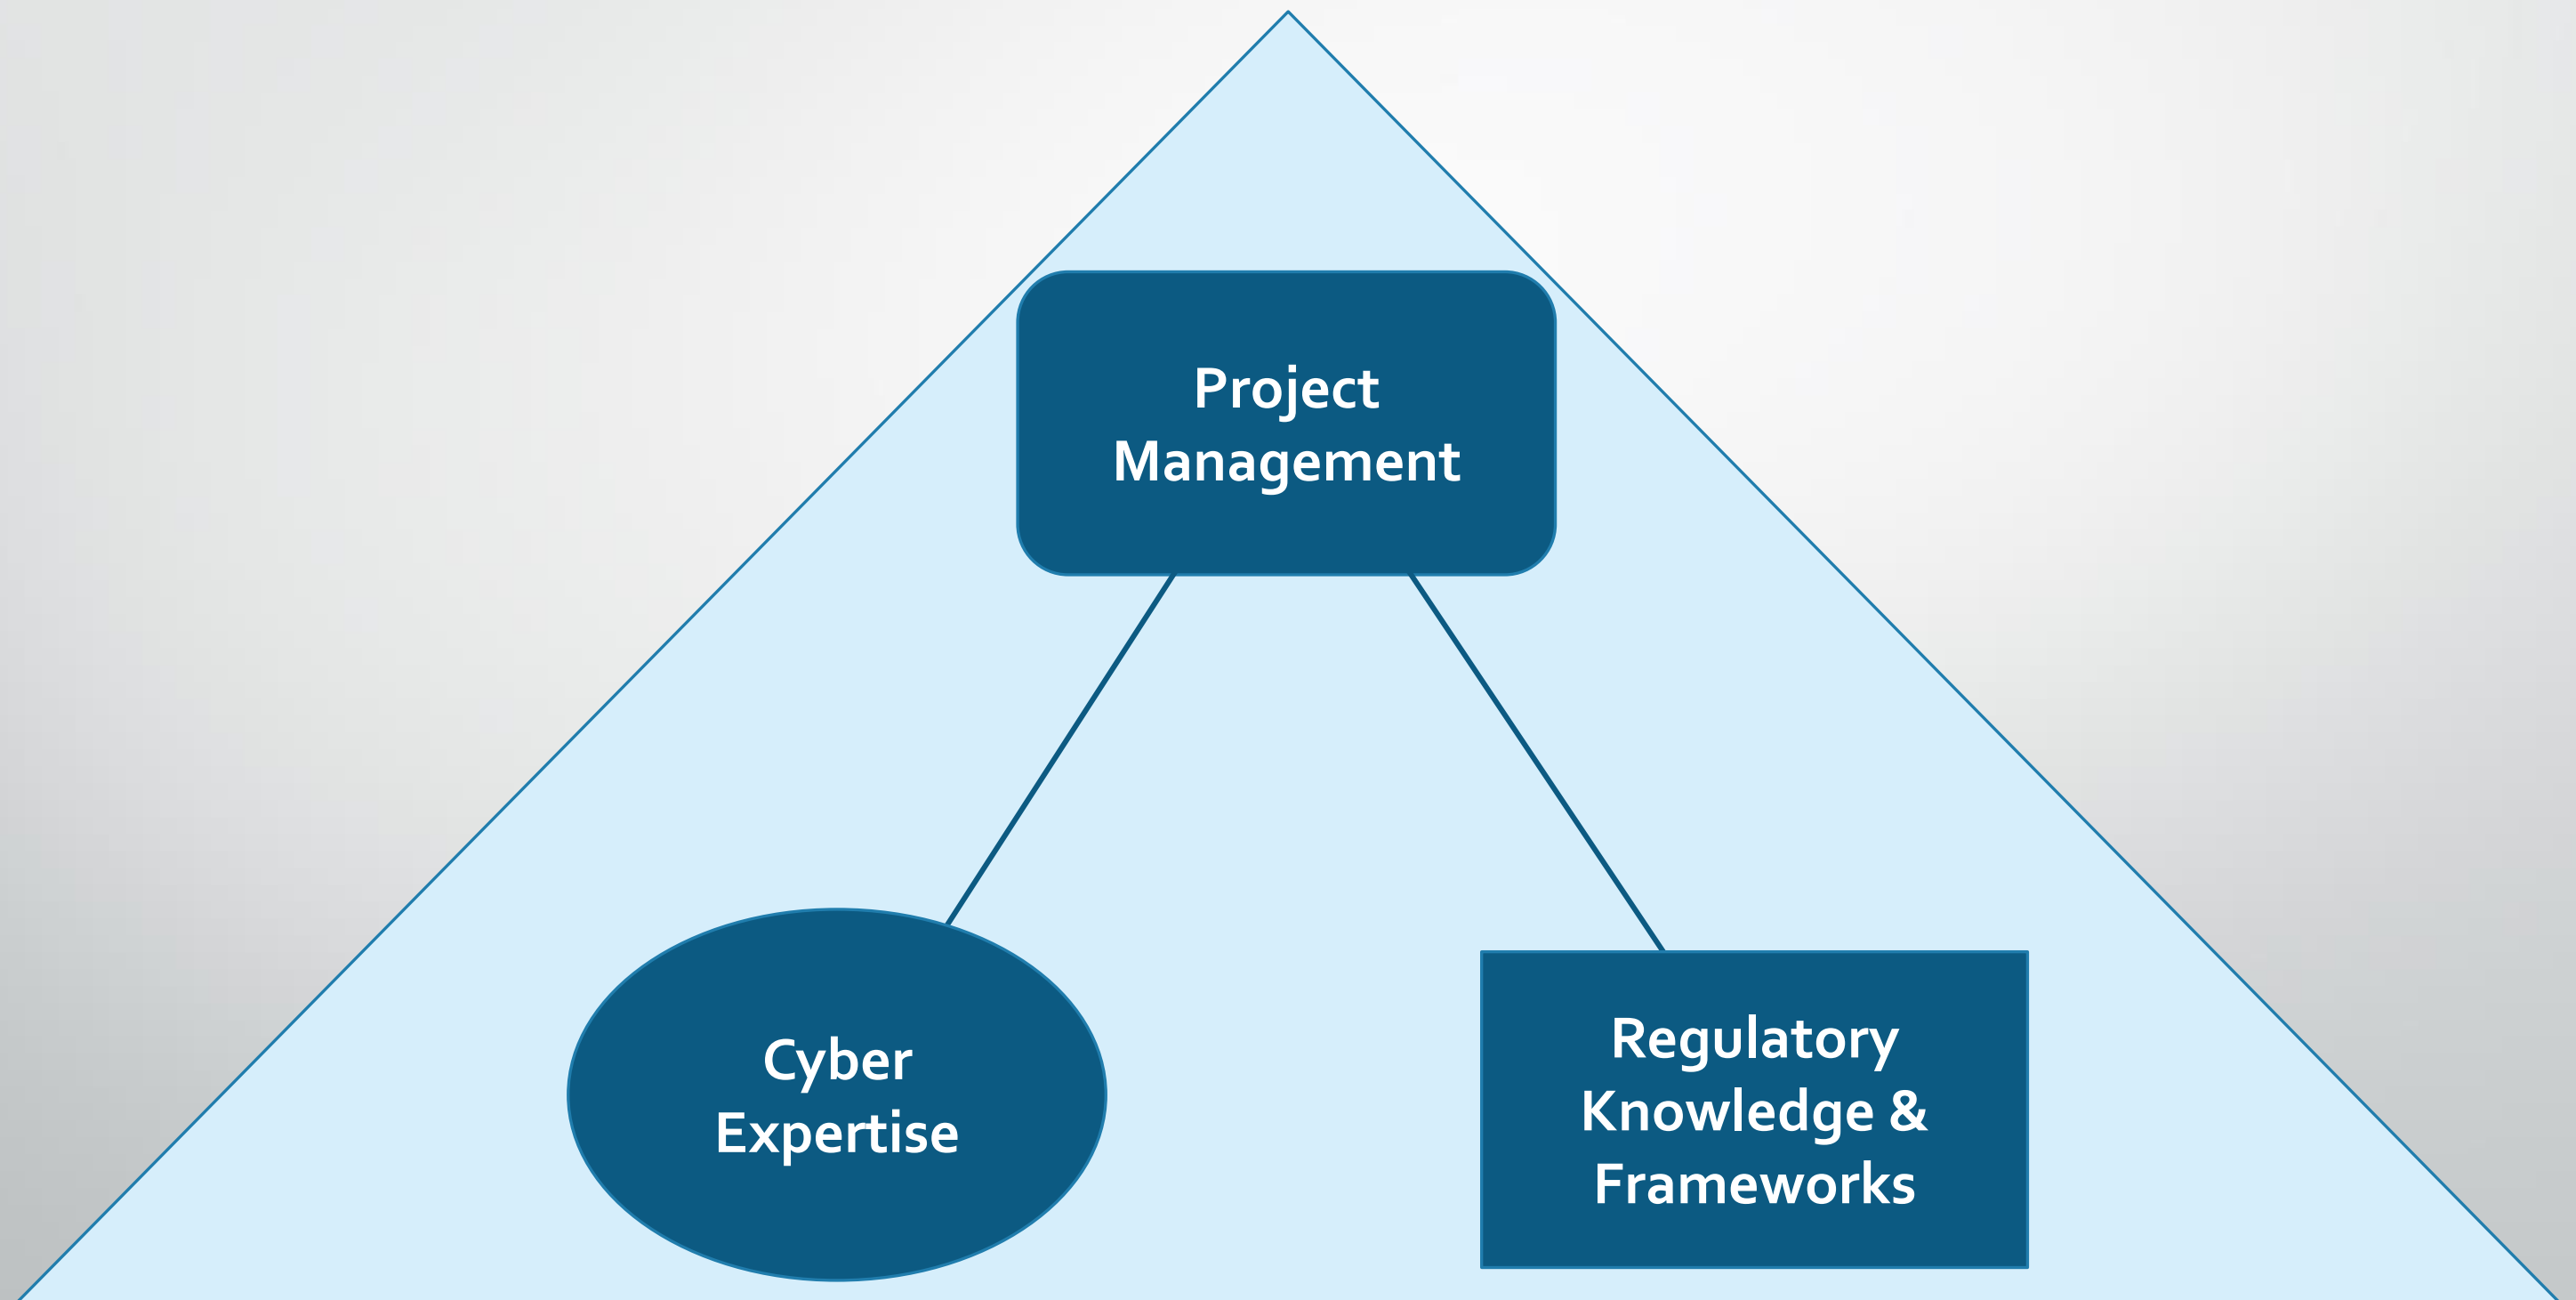 Project
Management
Cyber
Expertise
Regulatory
Knowledge &
Frameworks